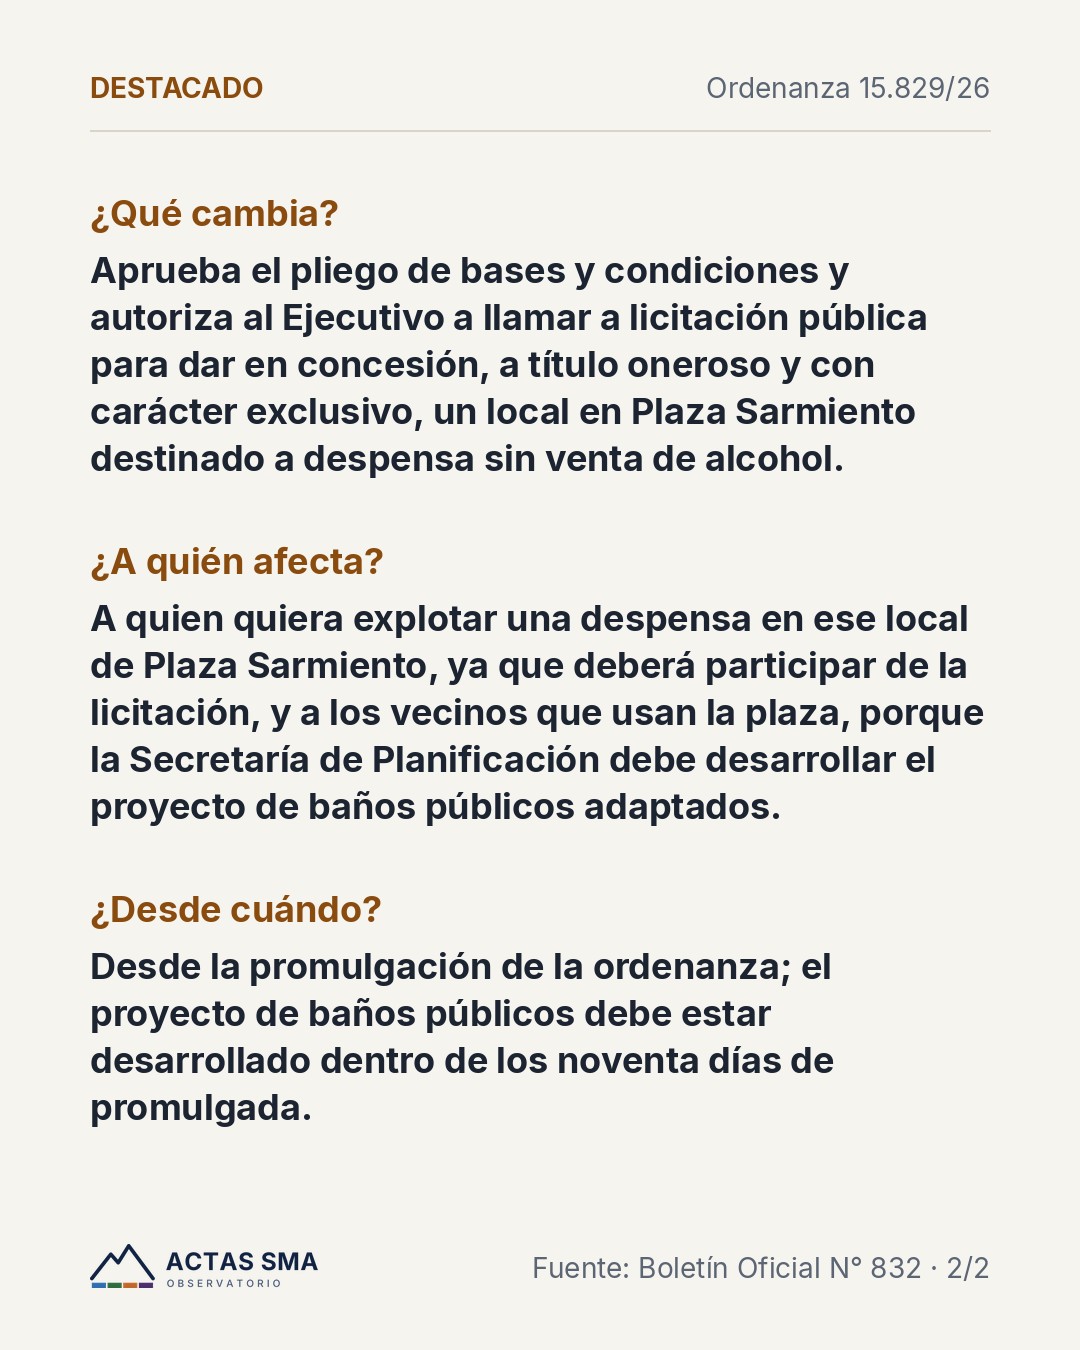 DESTACADO
Ordenanza 15.829/26
¿Qué cambia?
Aprueba el pliego de bases y condiciones y
autoriza al Ejecutivo a llamar a licitación pública
para dar en concesión, a título oneroso y con
carácter exclusivo, un local en Plaza Sarmiento
destinado a despensa sin venta de alcohol.
¿A quién afecta?
A quien quiera explotar una despensa en ese local
de Plaza Sarmiento, ya que deberá participar de la
licitación, y a los vecinos que usan la plaza, porque
la Secretaría de Planificación debe desarrollar el
proyecto de baños públicos adaptados.
¿Desde cuándo?
Desde la promulgación de la ordenanza; el
proyecto de baños públicos debe estar
desarrollado dentro de los noventa días de
promulgada.
ACTAS SMA
OBSERVATORIO
Fuente: Boletín Oficial N° 832 · 2/2